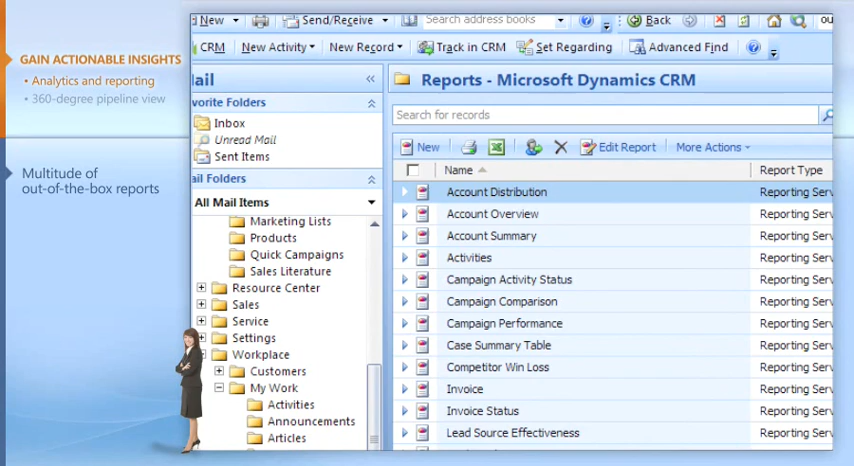 GAIN ACTIONABLE INSIGHTS
• Analytics and reporting
• 360-degree pipeline view
Multitude of
out-of-the-box reports
New
Send/Receive
Search address books
Back
CRM
New Activity
New Record
Track in CRM
Set Regarding
Advanced Find
Mail
Favorite Folders
Inbox
Unread Mail
Sent Items
Mail Folders
All Mail Items
Marketing Lists
Products
Quick Campaigns
Sales Literature
Resource Center
Sales
Service
Settings
Workplace
Customers
My Work
Activities
Announcements
Articles
Reports - Microsoft Dynamics CRM
Search for records
New
Edit Report
More Actions
Name
Report Type
Account Distribution
Reporting Serv
Account Overview
Reporting Serv
Account Summary
Reporting Serv
Activities
Reporting Serv
Campaign Activity Status
Reporting Serv
Campaign Comparison
Reporting Serv
Campaign Performance
Reporting Serv
Case Summary Table
Reporting Serv
Competitor Win Loss
Reporting Serv
Invoice
Reporting Serv
Invoice Status
Reporting Serv
Lead Source Effectiveness
Reporting Serv